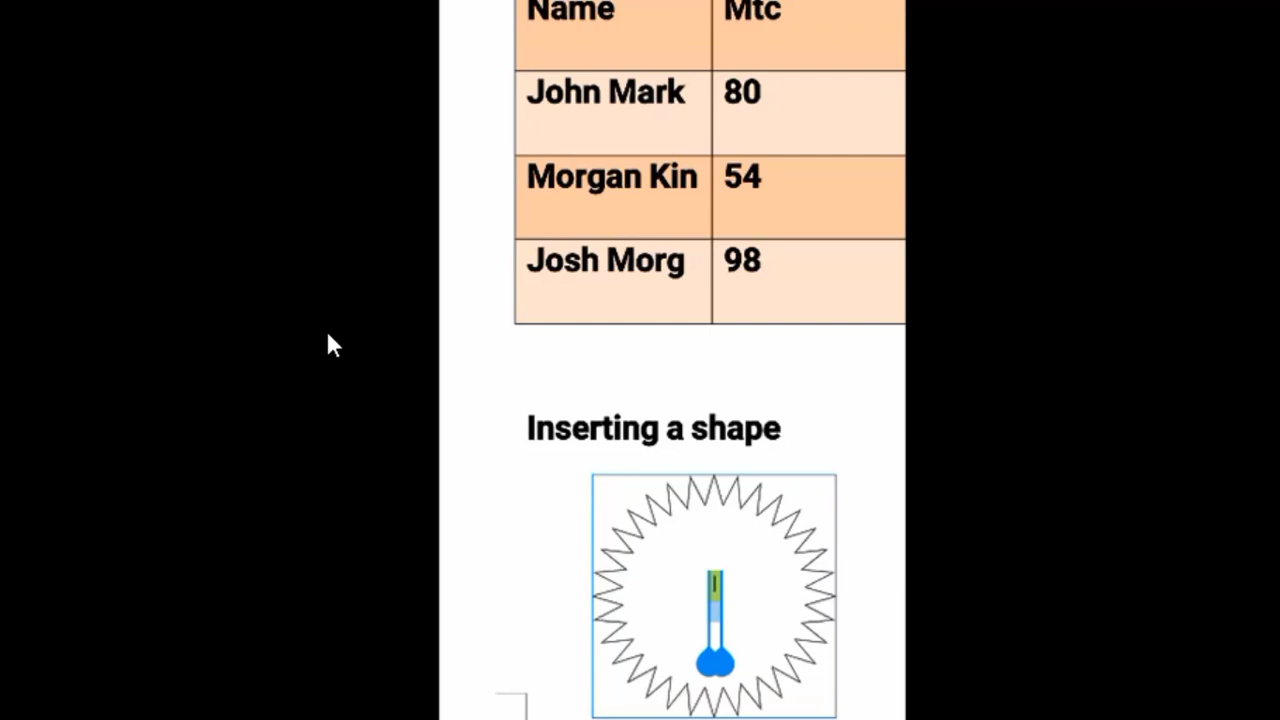 Name Mtc
John Mark 80
Morgan Kin 54
Josh Morg 98
Inserting a shape